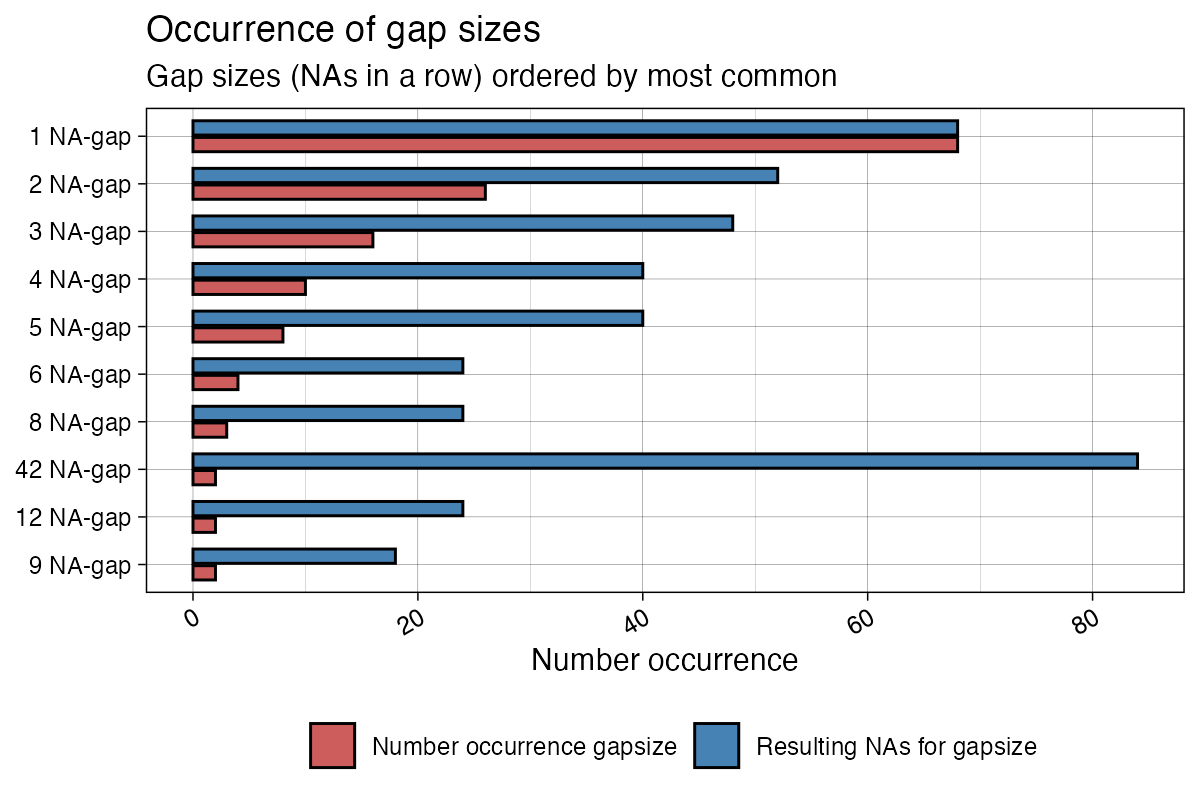 Occurrence of gap sizes
Gap sizes (NAs in a row) ordered by most common
1 NA-gap
2 NA-gap
3 NA-gap
4 NA-gap
5 NA-gap
6 NA-gap
8 NA-gap
42 NA-gap
12 NA-gap
9 NA-gap
0 20 40 60 80
Number occurrence
Number occurrence gapsize Resulting NAs for gapsize